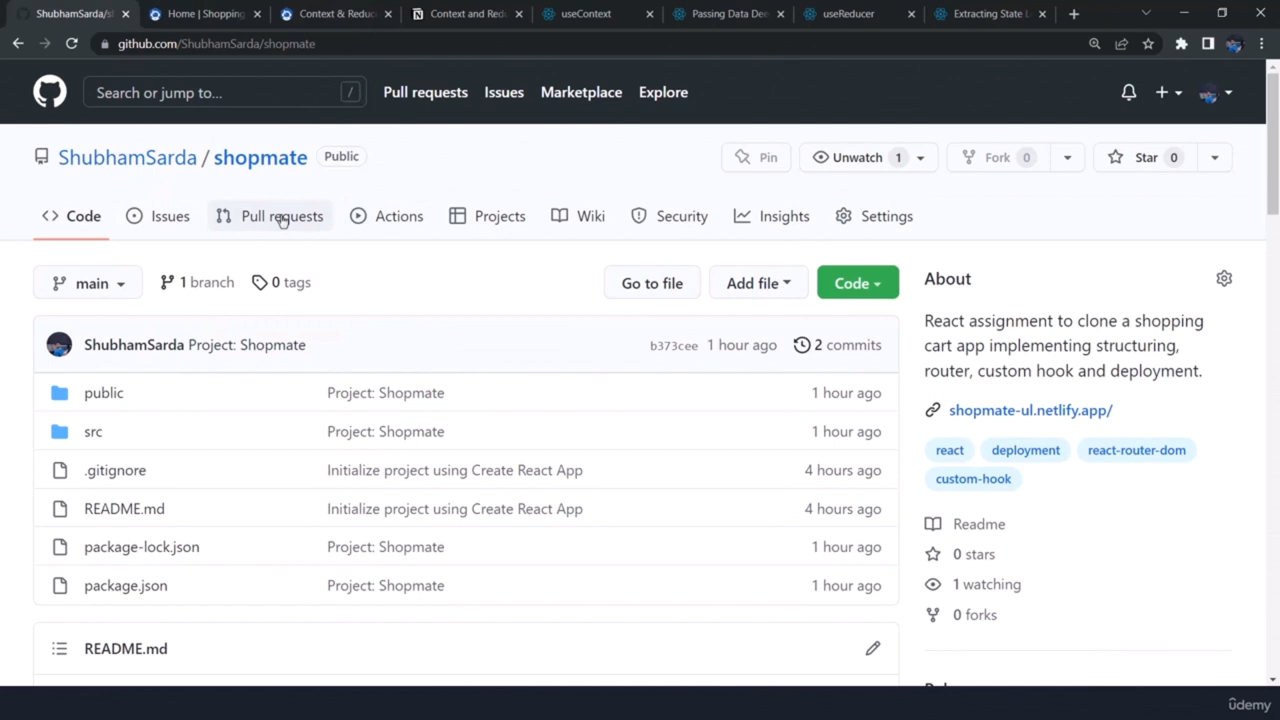 ShubhamSarda/s
Home | Shopping
Context & Reduc
Context and Redu
useContext
Passing Data Dee
useReducer
Extracting State L
github.com/ShubhamSarda/shopmate
Search or jump to...
/
Pull requests
Issues
Marketplace
Explore
ShubhamSarda / shopmate
Public
Pin
Unwatch 1
Fork 0
Star 0
Code
Issues
Pull requests
Actions
Projects
Wiki
Security
Insights
Settings
main
1 branch
0 tags
Go to file
Add file
Code
ShubhamSarda Project: Shopmate
b373cee 1 hour ago
2 commits
public Project: Shopmate 1 hour ago
src Project: Shopmate 1 hour ago
.gitignore Initialize project using Create React App 4 hours ago
README.md Initialize project using Create React App 4 hours ago
package-lock.json Project: Shopmate 1 hour ago
package.json Project: Shopmate 1 hour ago
README.md
About
React assignment to clone a shopping
cart app implementing structuring,
router, custom hook and deployment.
shopmate-ul.netlify.app/
react deployment react-router-dom
custom-hook
Readme
0 stars
1 watching
0 forks
udemy